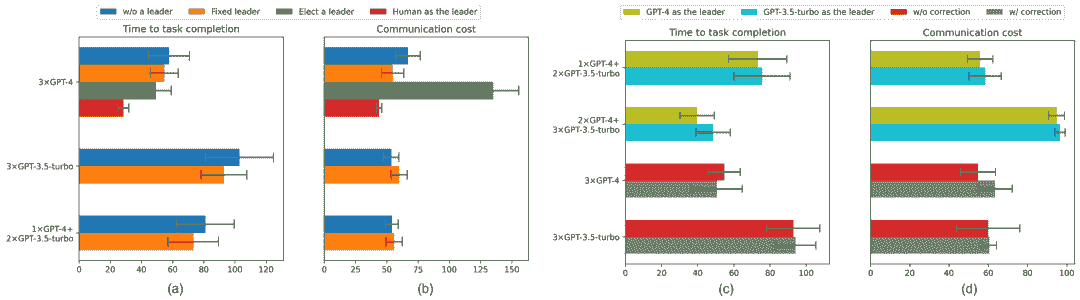 w/o a leader Fixed leader Elect a leader Human as the leader
Time to task completion
Communication cost
3×GPT-4
3×GPT-3.5-turbo
1×GPT-4+
2×GPT-3.5-turbo
0 20 40 60 80 100 120
0 25 50 75 100 125 150
(a)
(b)
GPT-4 as the leader GPT-3.5-turbo as the leader w/o correction w/ correction
Time to task completion
Communication cost
1×GPT-4+
2×GPT-3.5-turbo
2×GPT-4+
3×GPT-3.5-turbo
3×GPT-4
3×GPT-3.5-turbo
0 20 40 60 80 100
0 20 40 60 80 100
(c)
(d)